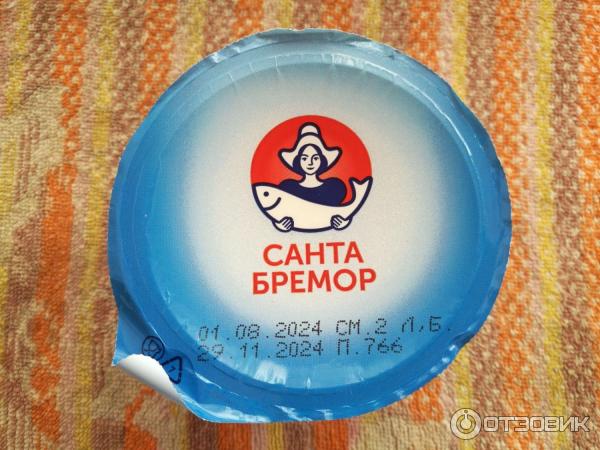 САНТА
БРЕМОР
01.08.2024 СМ.2 Л,Б.
29.11.2024 П.766
ОТЗОВИК